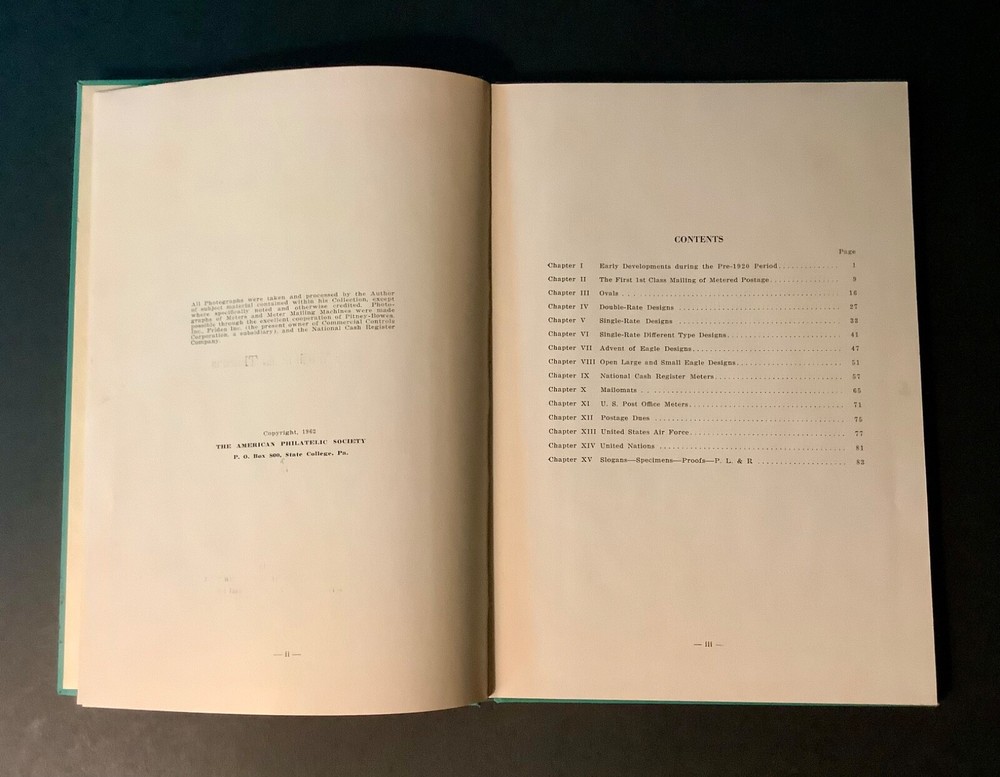 All Photographs were taken and processed by the Author
of subject material contained within his Collection, except
where specifically noted and otherwise credited. Photo-
graphs of Meters and Meter Mailing Machines were made
possible through the excellent cooperation of Pitney-Bowes,
Inc., Friden Inc. (the present owner of Commercial Controls
Corporation, a subsidiary), and the National Cash Register
Company.
Copyright, 1962
THE AMERICAN PHILATELIC SOCIETY
P. O. Box 800, State College, Pa.
— II —
CONTENTS
Page
Chapter I Early Developments during the Pre-1920 Period 1
Chapter II The First 1st Class Mailing of Metered Postage 9
Chapter III Ovals 16
Chapter IV Double-Rate Designs 27
Chapter V Single-Rate Designs 33
Chapter VI Single-Rate Different Type Designs 41
Chapter VII Advent of Eagle Designs 47
Chapter VIII Open Large and Small Eagle Designs 51
Chapter IX National Cash Register Meters 57
Chapter X Mailomats 65
Chapter XI U. S. Post Office Meters 71
Chapter XII Postage Dues 75
Chapter XIII United States Air Force 77
Chapter XIV United Nations 81
Chapter XV Slogans—Specimens—Proofs—P. L. & R 83
— III —